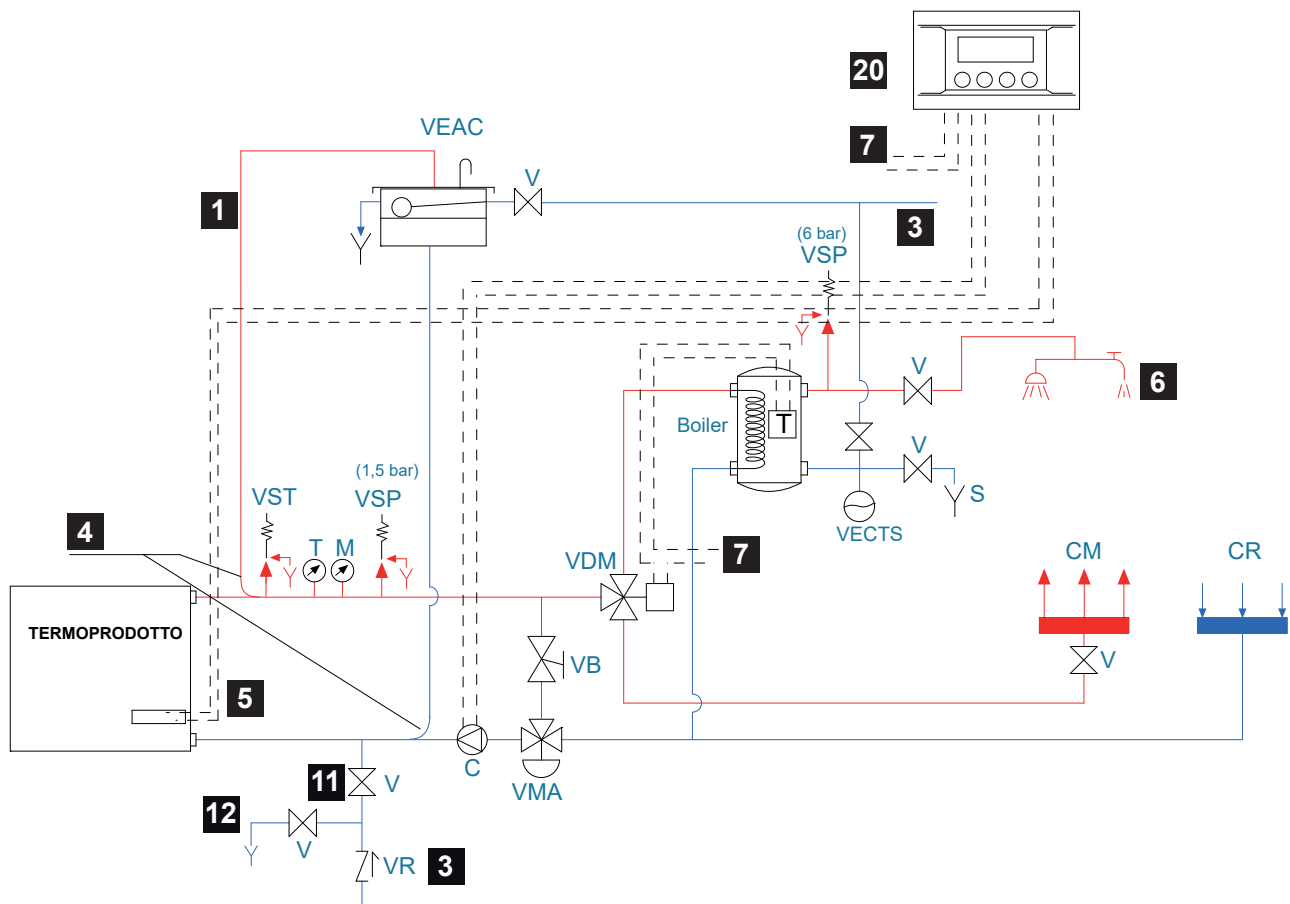 20
7
VEAC
V
1
3
(6 bar)
VSP
V
6
Boiler
T
(1,5 bar)
VST
VSP
V
S
4
T M
VECTS
7
VDM
CM
CR
TERMOPRODOTTO
VB
V
5
C
VMA
11
V
12
V
VR
3